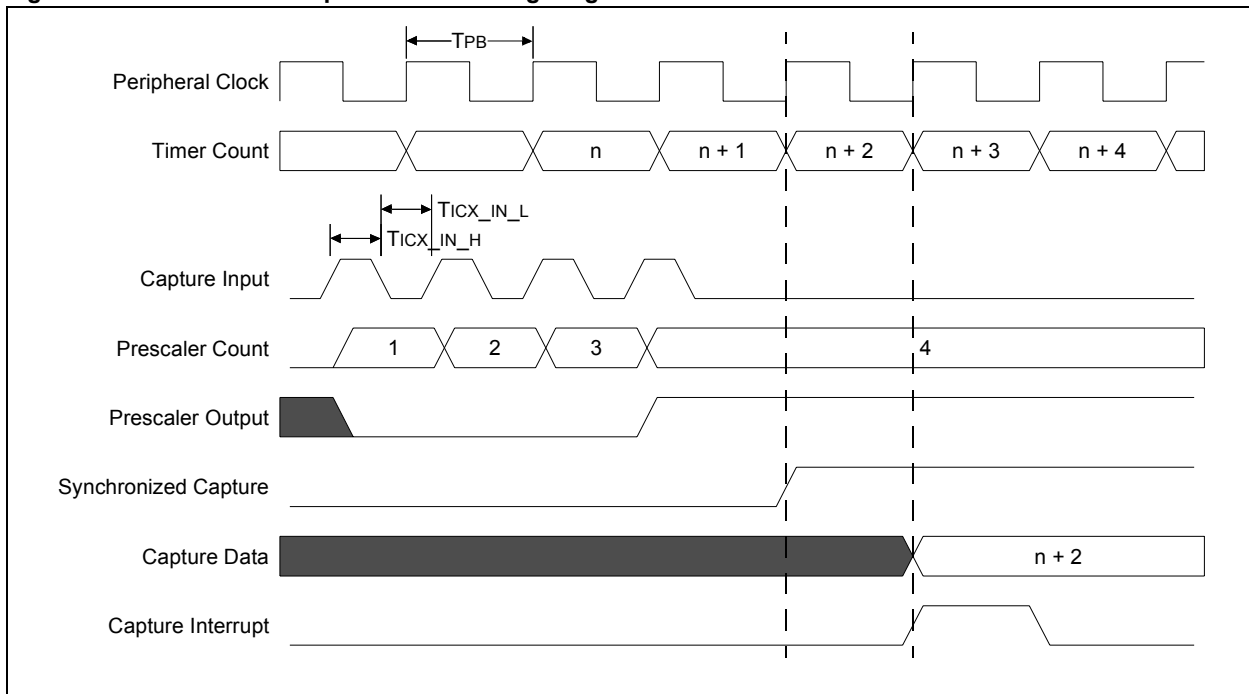 TPB
Peripheral Clock
Timer Count
n
n + 1
n + 2
n + 3
n + 4
TICX_IN_L
TICX_IN_H
Capture Input
Prescaler Count
1
2
3
4
Prescaler Output
Synchronized Capture
Capture Data
n + 2
Capture Interrupt